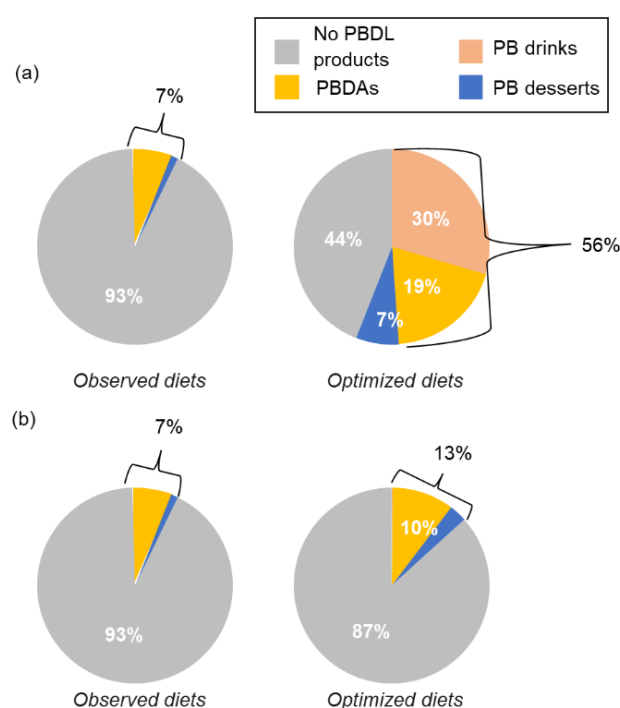 No PBDL
products
PB drinks
PBDAs
PB desserts
(a)
7%
93%
Observed diets
44%
30%
19%
7%
56%
Optimized diets
(b)
7%
93%
Observed diets
13%
10%
87%
Optimized diets